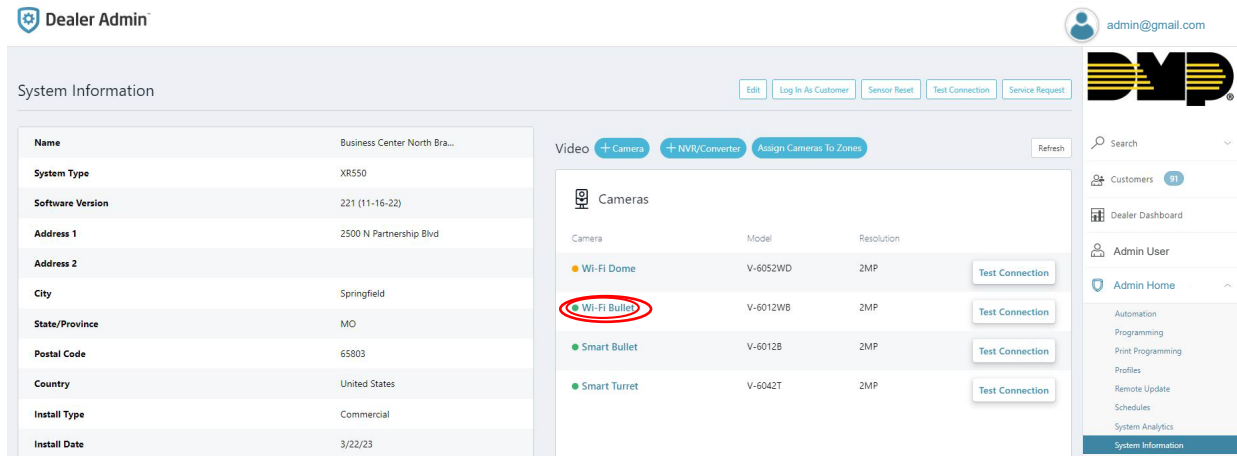 Dealer Admin™
admin@gmail.com
System Information
Edit
Log In As Customer
Sensor Reset
Test Connection
Service Request
DMP®
Name Business Center North Bra...
System Type XR550
Software Version 221 (11-16-22)
Address 1 2500 N Partnership Blvd
Address 2
City Springfield
State/Province MO
Postal Code 65803
Country United States
Install Type Commercial
Install Date 3/22/23
Video + Camera + NVR/Converter Assign Cameras To Zones Refresh
Cameras
Camera Model Resolution
Wi-Fi Dome V-6052WD 2MP Test Connection
Wi-Fi Bullet V-6012WB 2MP Test Connection
Smart Bullet V-6012B 2MP Test Connection
Smart Turret V-6042T 2MP Test Connection
Search
Customers 91
Dealer Dashboard
Admin User
Admin Home
Automation
Programming
Print Programming
Profiles
Remote Update
Schedules
System Analytics
System Information